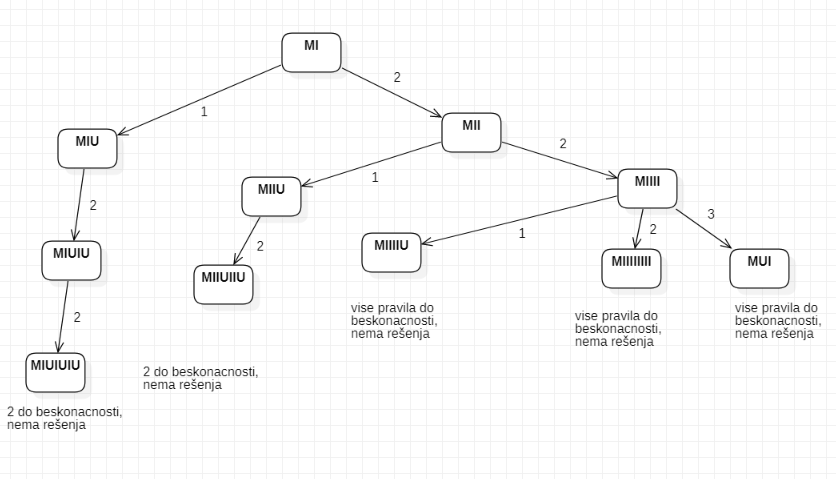 MI
2
1
MII
MIU
2
1
MIIU
MIIII
2
1
3
2
2
MIUIU
MIIUIIU
MIIIIU
MIIIIIIII
MUI
2
vise pravila do
beskonacnosti,
nema rešenja
vise pravila do
beskonacnosti,
nema rešenja
vise pravila do
beskonacnosti,
nema rešenja
MIUIUIU
2 do beskonacnosti,
nema rešenja
2 do beskonacnosti,
nema rešenja